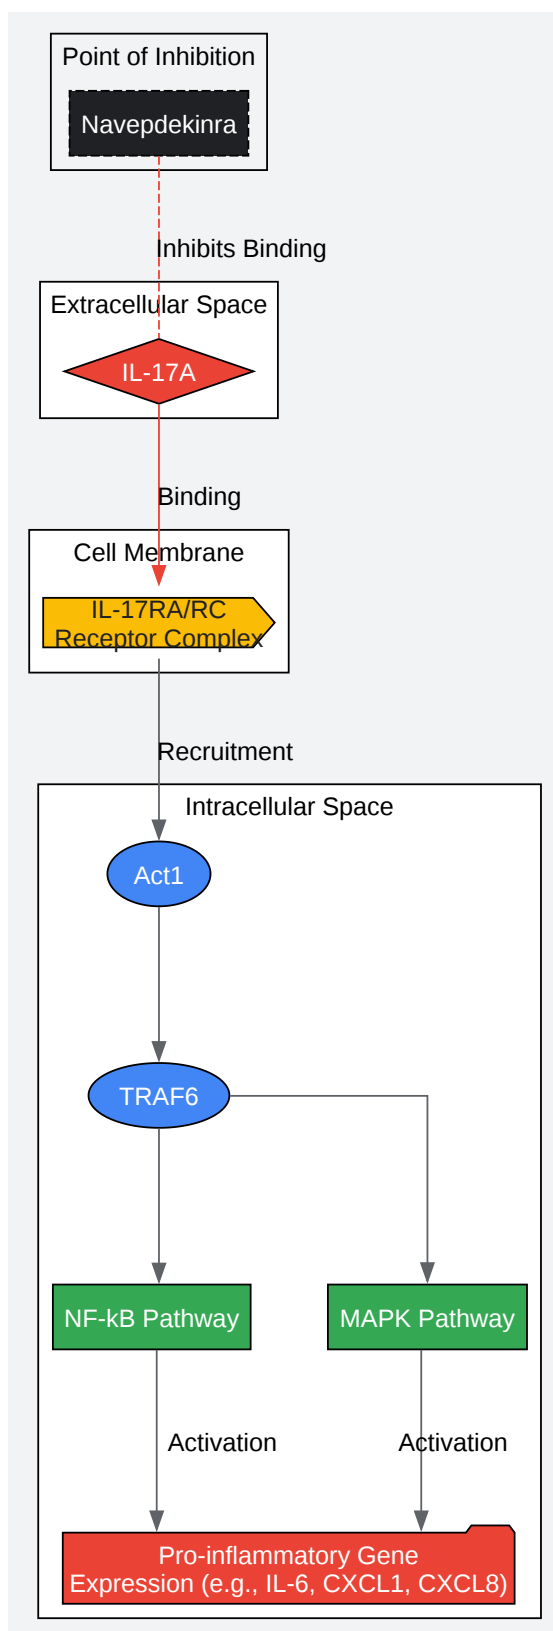 Point of Inhibition
Navepdekinra
Inhibits Binding
Extracellular Space
IL-17A
Binding
Cell Membrane
IL-17RA/RC
Receptor Complex
Recruitment
Intracellular Space
Act1
TRAF6
NF-kB Pathway
MAPK Pathway
Activation
Activation
Pro-inflammatory Gene
Expression (e.g., IL-6, CXCL1, CXCL8)